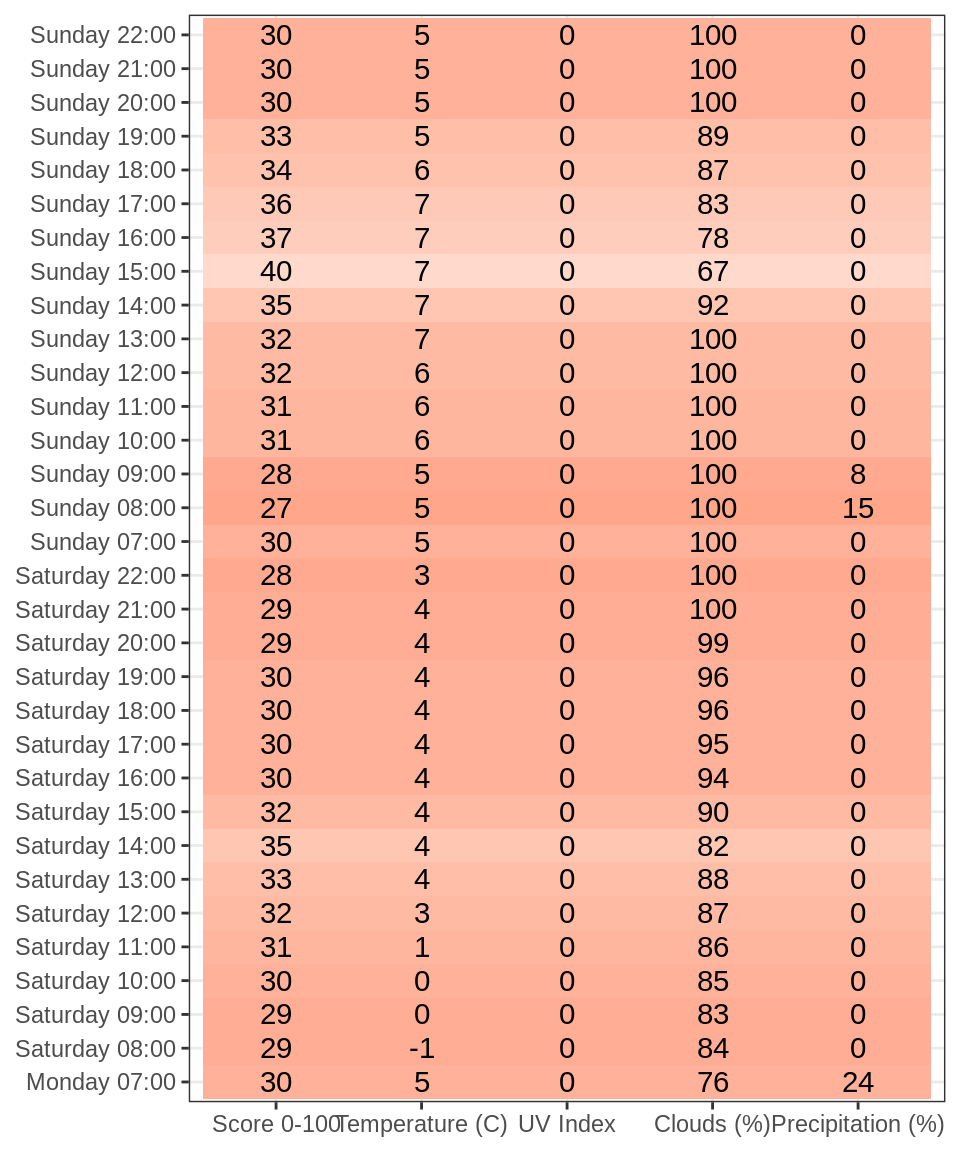 Sunday 22:00 30 5 0 100 0
Sunday 21:00 30 5 0 100 0
Sunday 20:00 30 5 0 100 0
Sunday 19:00 33 5 0 89 0
Sunday 18:00 34 6 0 87 0
Sunday 17:00 36 7 0 83 0
Sunday 16:00 37 7 0 78 0
Sunday 15:00 40 7 0 67 0
Sunday 14:00 35 7 0 92 0
Sunday 13:00 32 7 0 100 0
Sunday 12:00 32 6 0 100 0
Sunday 11:00 31 6 0 100 0
Sunday 10:00 31 6 0 100 0
Sunday 09:00 28 5 0 100 8
Sunday 08:00 27 5 0 100 15
Sunday 07:00 30 5 0 100 0
Saturday 22:00 28 3 0 100 0
Saturday 21:00 29 4 0 100 0
Saturday 20:00 29 4 0 99 0
Saturday 19:00 30 4 0 96 0
Saturday 18:00 30 4 0 96 0
Saturday 17:00 30 4 0 95 0
Saturday 16:00 30 4 0 94 0
Saturday 15:00 32 4 0 90 0
Saturday 14:00 35 4 0 82 0
Saturday 13:00 33 4 0 88 0
Saturday 12:00 32 3 0 87 0
Saturday 11:00 31 1 0 86 0
Saturday 10:00 30 0 0 85 0
Saturday 09:00 29 0 0 83 0
Saturday 08:00 29 -1 0 84 0
Monday 07:00 30 5 0 76 24
Score 0-100 Temperature (C) UV Index Clouds (%) Precipitation (%)